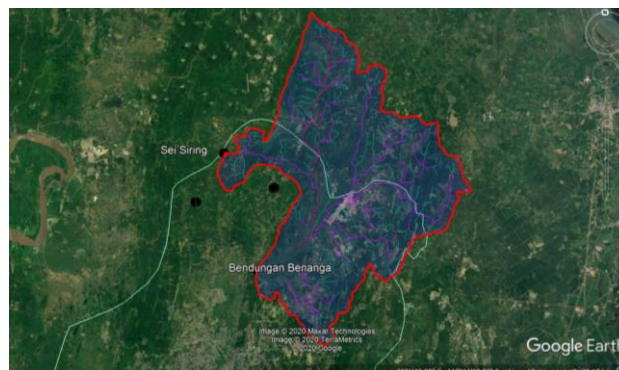 N
Sei Siring
Bendungan Benanga
Image © 2020 Maxar Technologies
Image © 2020 TerraMetrics
© 2020 Google
Google Earth